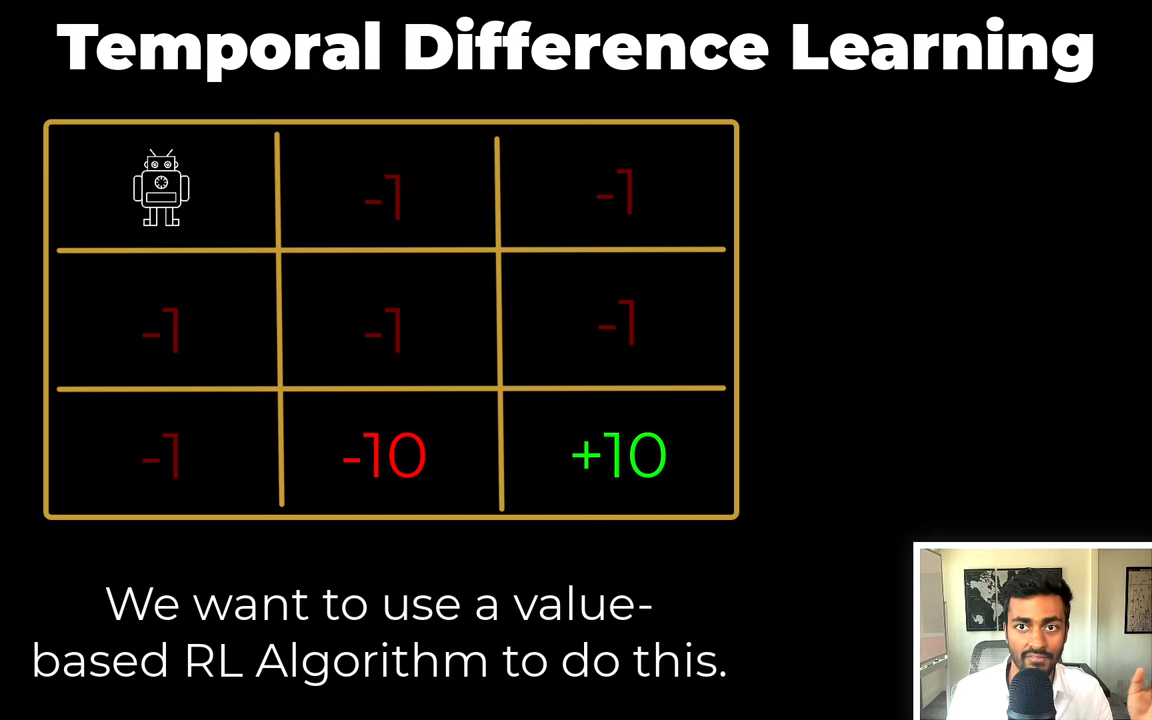 Temporal Difference Learning
-1 -1
-1 -1 -1
-1 -10 +10
We want to use a value-
based RL Algorithm to do this.